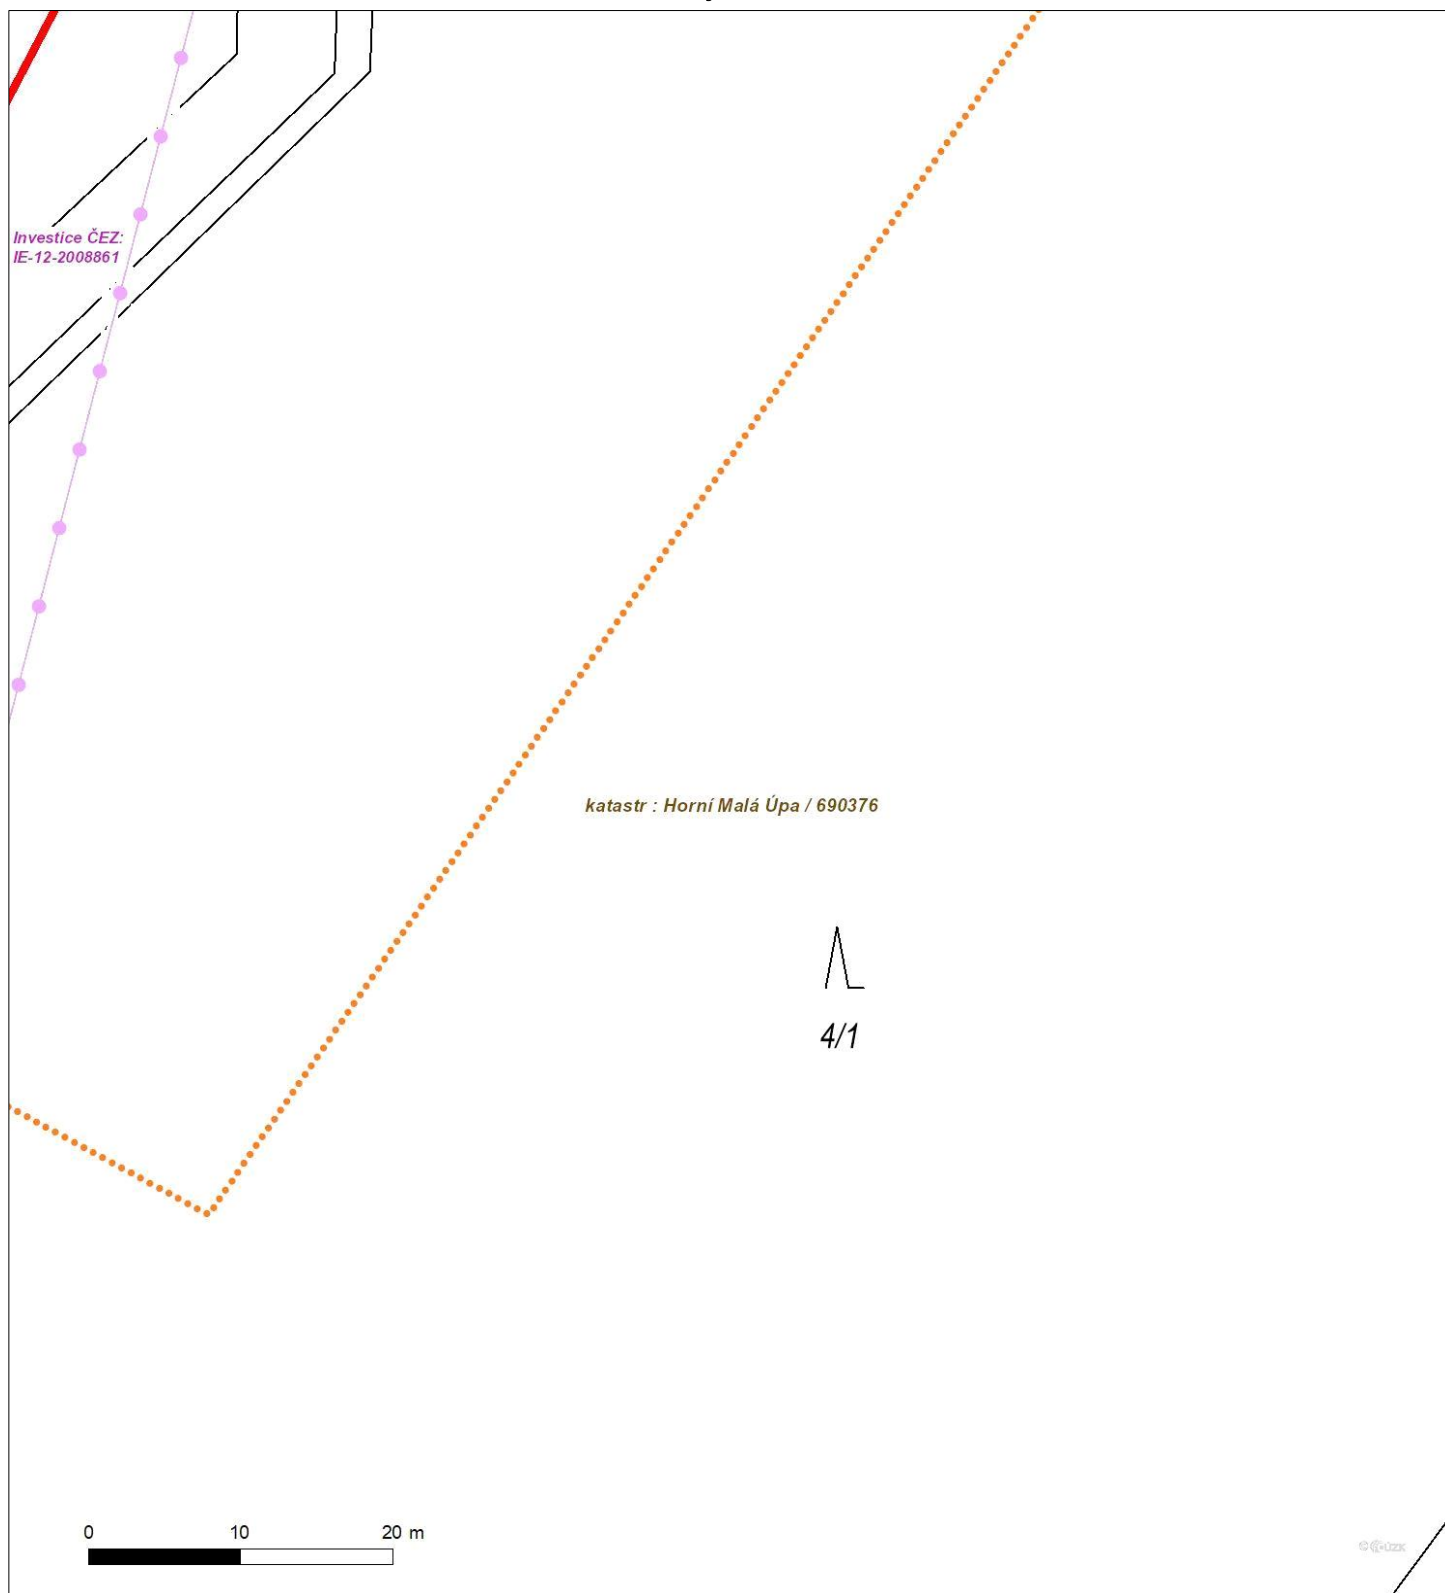 Investice ČEZ:
IE-12-2008861
katastr : Horní Malá Úpa / 690376
4/1
0 10 20 m